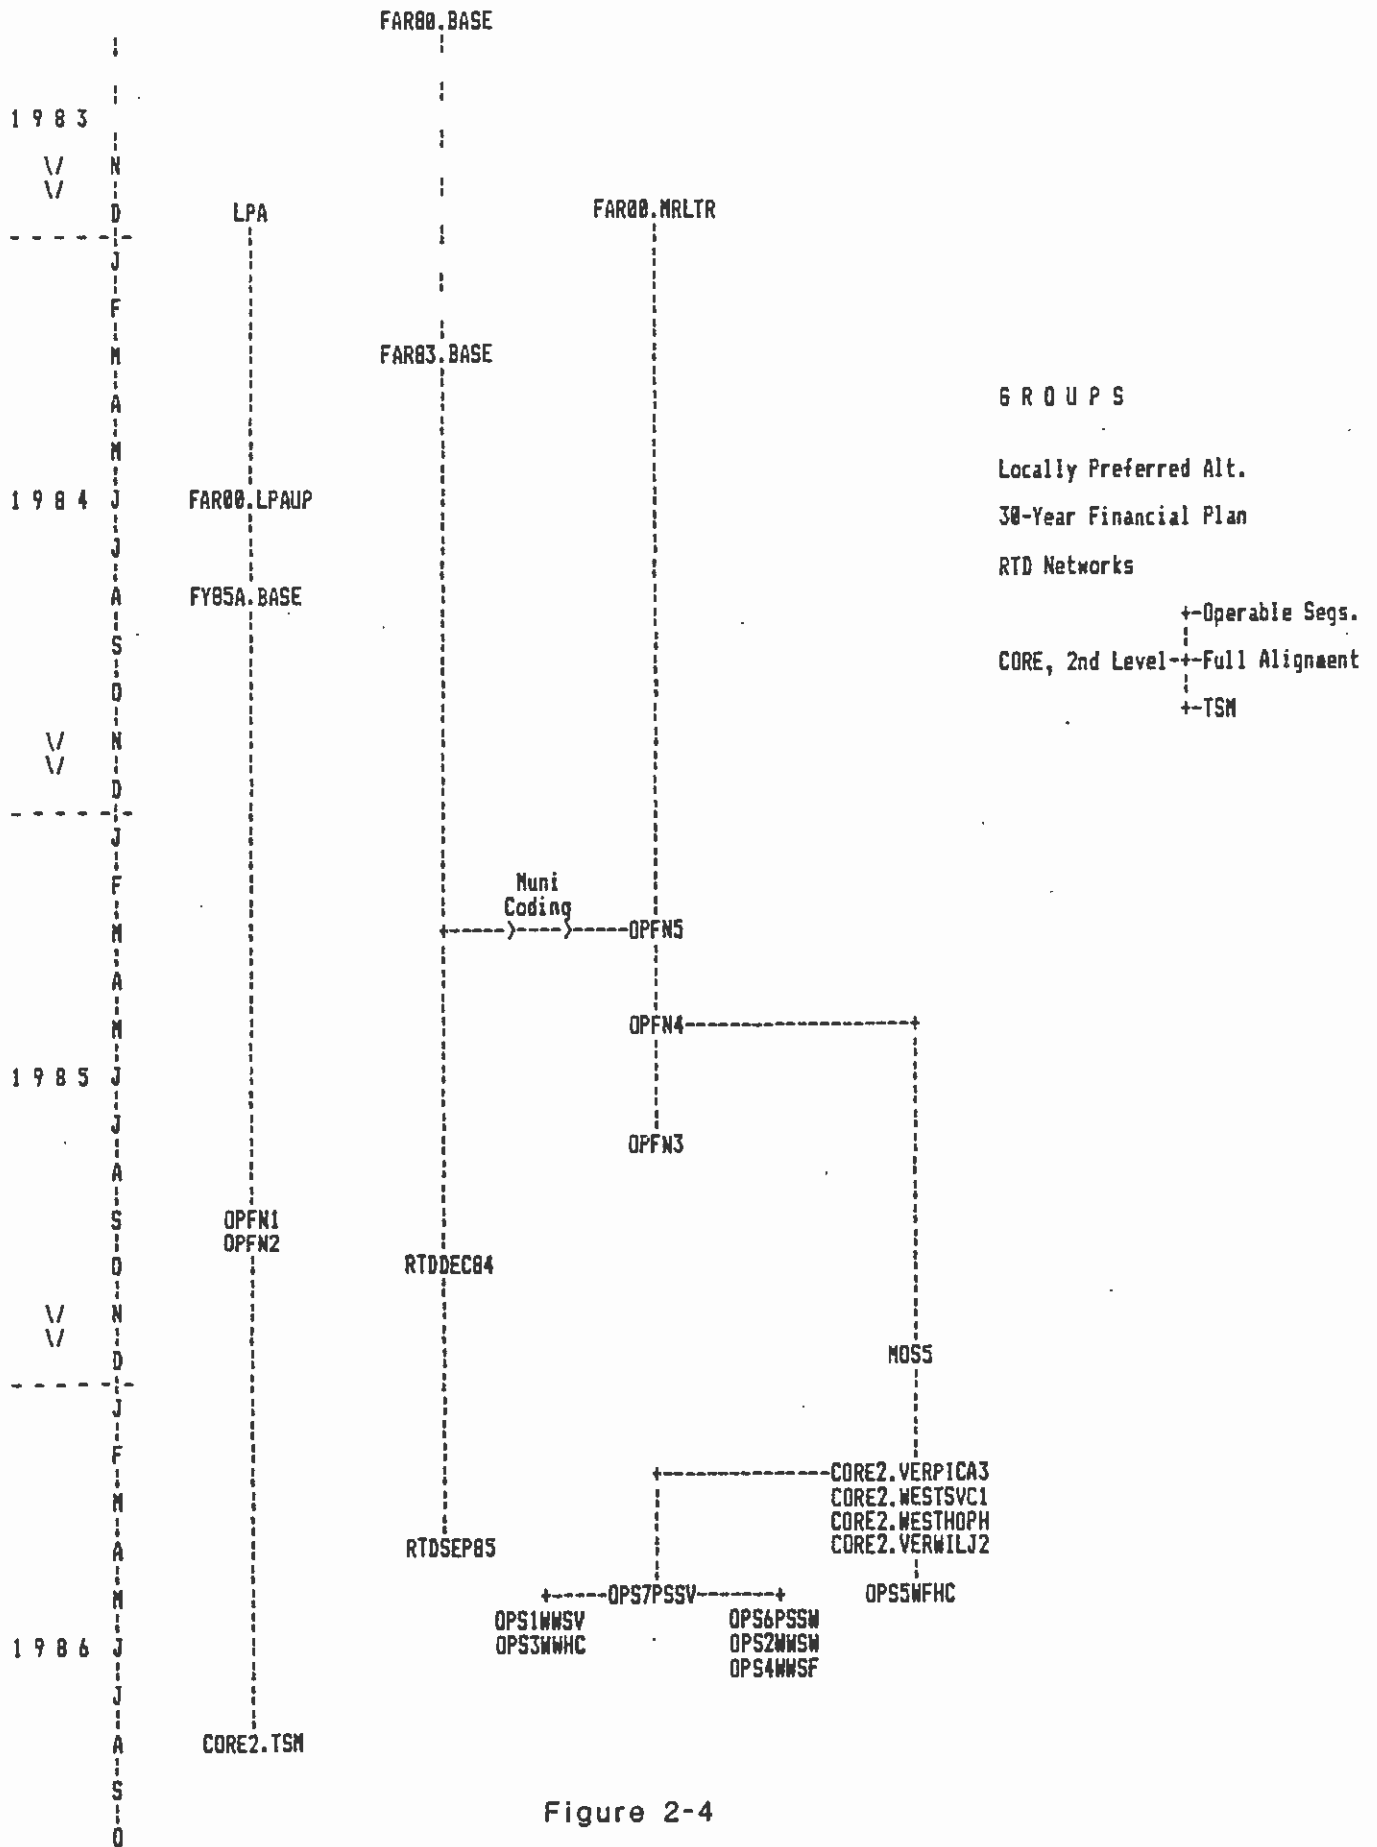 FAR80.BASE
1 9 8 3
\/
\/
N
D
LPA
FAR00.MRLTR
J
F
M
FAR83.BASE
A
G R O U P S
M
Locally Preferred Alt.
1 9 8 4
J
FAR00.LPAUP
30-Year Financial Plan
J
RTD Networks
A
FY85A.BASE
+-Operable Segs.
S
CORE, 2nd Level-+-Full Alignment
O
+-TSM
\/
\/
N
D
J
F
Muni
Coding
M
+----->---->-----OPFN5
A
M
OPFN4-------------------+
1 9 8 5
J
J
OPFN3
A
S
OPFN1
OPFN2
O
RTDDEC84
\/
\/
N
D
MOS5
J
F
+--------------CORE2.VERPICA3
CORE2.WESTSVC1
M
CORE2.WESTHOPH
CORE2.VERWILJ2
A
RTDSEP85
M
+-----OPS7PSSV-------+
OPS5WFHC
OPS1WWSV
OPS6PSSW
1 9 8 6
J
OPS3WWHC
OPS2WWSW
OPS4WWSF
J
A
CORE2.TSM
S
O
Figure 2-4